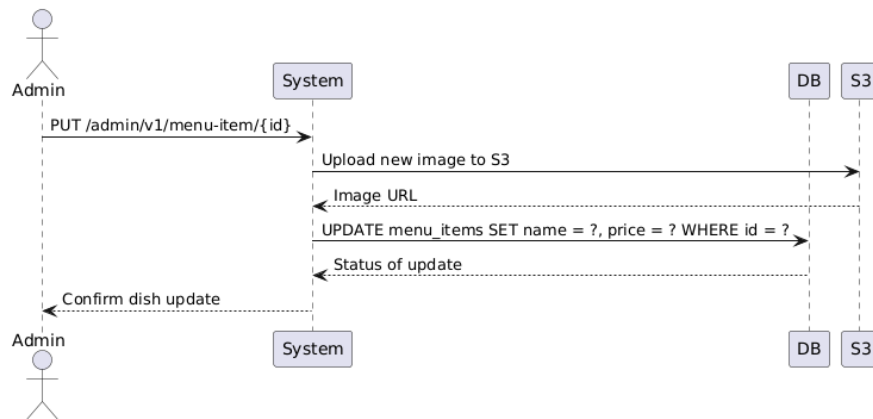 Admin
System
DB
S3
PUT /admin/v1/menu-item/{id}
Upload new image to S3
Image URL
UPDATE menu_items SET name = ?, price = ? WHERE id = ?
Status of update
Confirm dish update
Admin
System
DB
S3